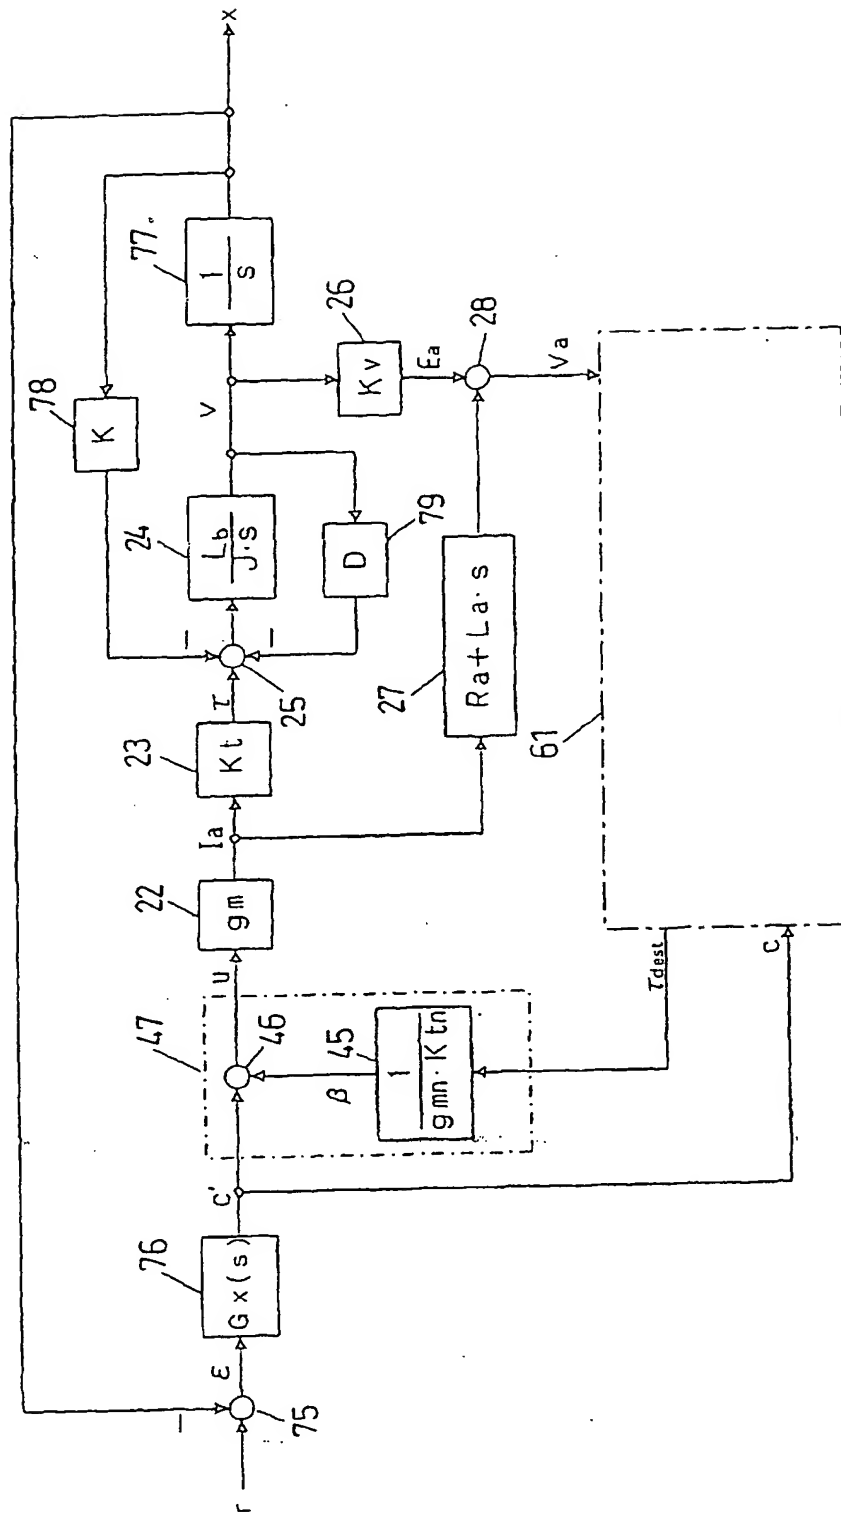 r
−
75
ε
76
Gx(s)
c'
47
46
β
45
1
gmn·Ktn
u
22
gm
Ia
23
Kt
τ
25
−
−
24
Lb
J·s
v
78
K
79
D
77
1
s
x
26
Kv
Ea
28
Va
27
Ra+La·s
61
τdest
c